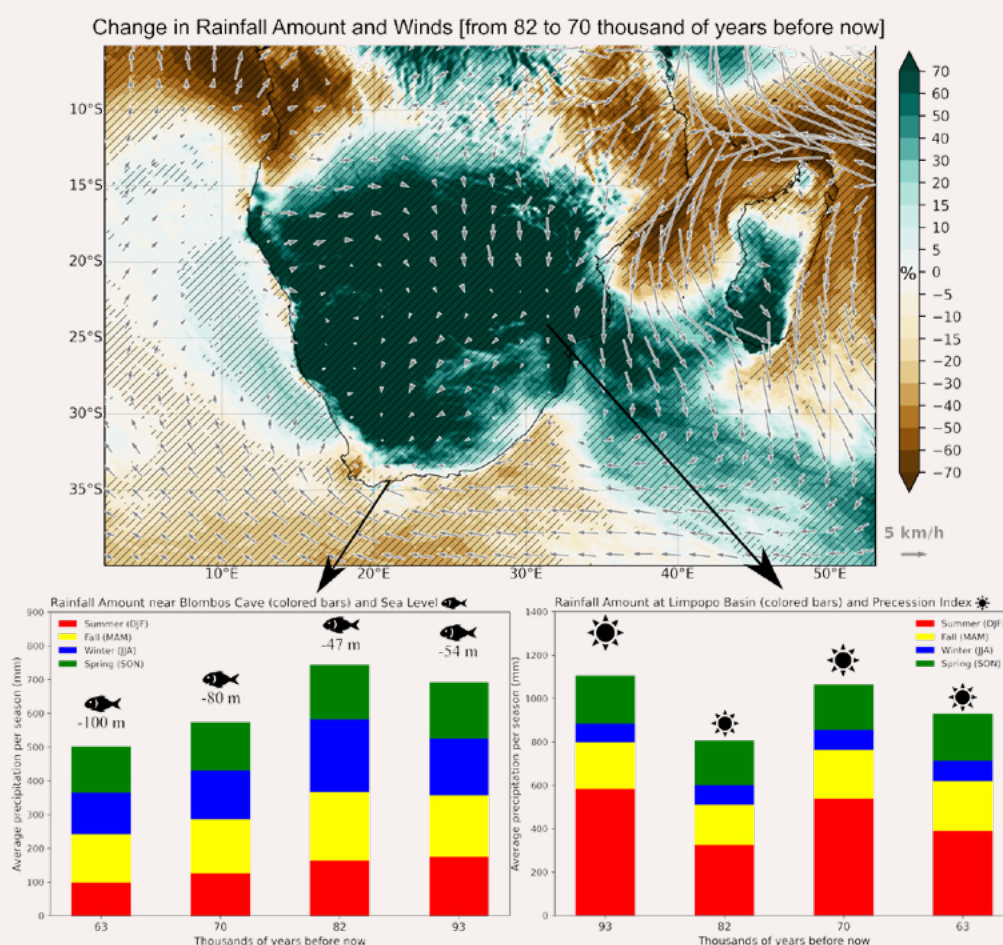 Change in Rainfall Amount and Winds [from 82 to 70 thousand of years before now]
10°S
15°S
20°S
25°S
30°S
35°S
10°E 20°E 30°E 40°E 50°E
70
60
50
40
30
20
15
10
5
% 0
−5
−10
−15
−20
−30
−40
−50
−60
−70
5 km/h
Rainfall Amount near Blombos Cave (colored bars) and Sea Level
Average precipitation per season (mm)
900
800
700
600
500
400
300
200
100
0
Summer (DJF)
Fall (MAM)
Winter (JJA)
Spring (SON)
-100 m
-80 m
-47 m
-54 m
63 70 82 93
Thousands of years before now
Rainfall Amount at Limpopo Basin (colored bars) and Precession Index
Average precipitation per season (mm)
1400
1200
1000
800
600
400
200
0
Summer (DJF)
Fall (MAM)
Winter (JJA)
Spring (SON)
93 82 70 63
Thousands of years before now